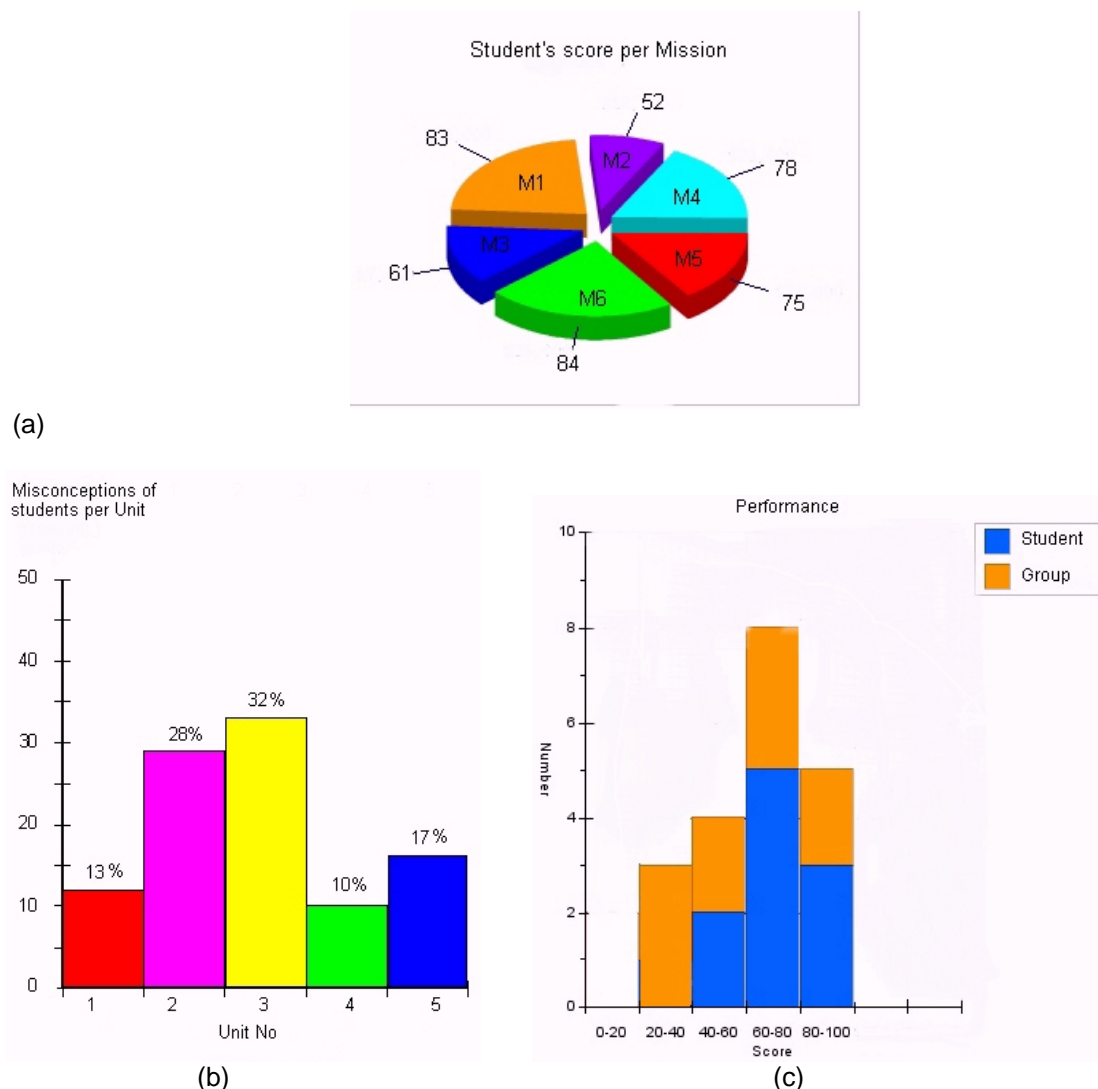 Student's score per Mission
52
83
78
M2
M1
M4
M3
M5
61
M6
75
84
(a)
Misconceptions of
students per Unit
50
40
30
20
10
0
13%
28%
32%
10%
17%
1 2 3 4 5
Unit No
(b)
Performance
Student
Group
10
8
6
4
2
0
Number
0-20 20-40 40-60 60-80 80-100
Score
(c)